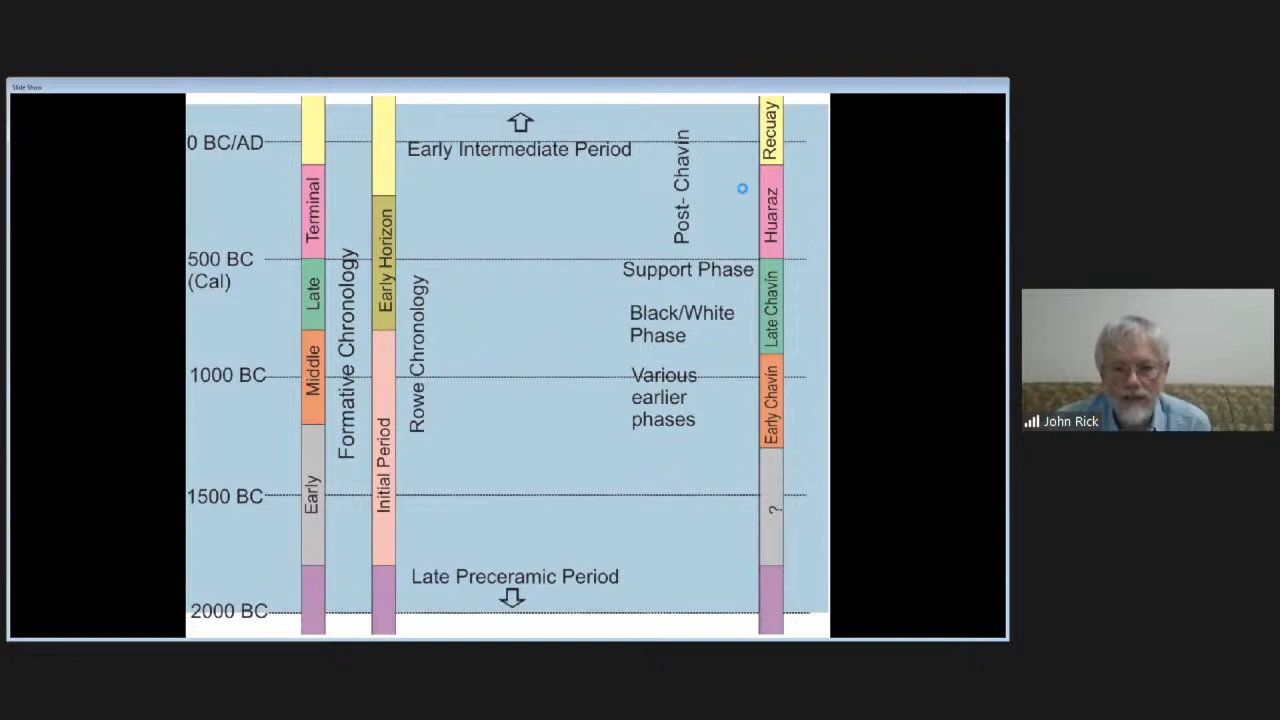 Slide Show
0 BC/AD
500 BC
(Cal)
1000 BC
1500 BC
2000 BC
Terminal
Late
Middle
Early
Formative Chronology
Early Horizon
Initial Period
Rowe Chronology
Early Intermediate Period
Late Preceramic Period
Post- Chavín
Support Phase
Black/White
Phase
Various
earlier
phases
Recuay
Huaraz
Late Chavín
Early Chavín
?
John Rick